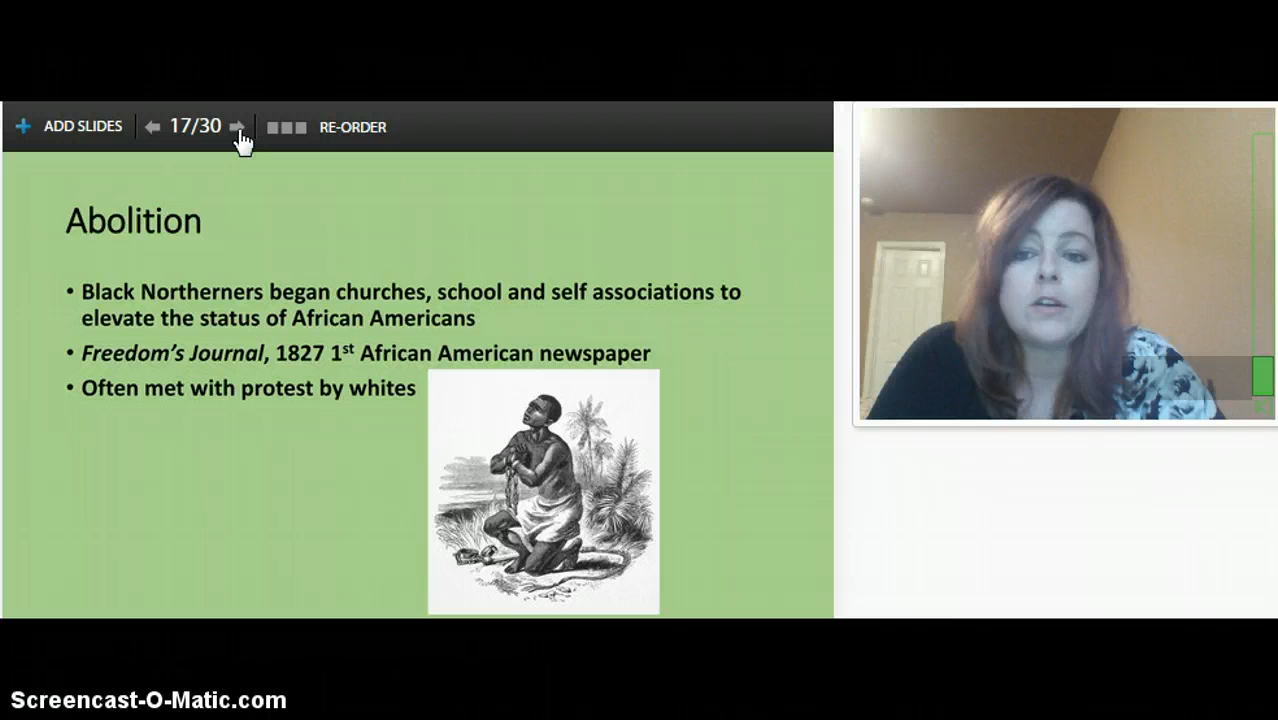 + ADD SLIDES 17/30 RE-ORDER
Abolition
• Black Northerners began churches, school and self associations to
elevate the status of African Americans
• Freedom's Journal, 1827 1st African American newspaper
• Often met with protest by whites
Screencast-O-Matic.com